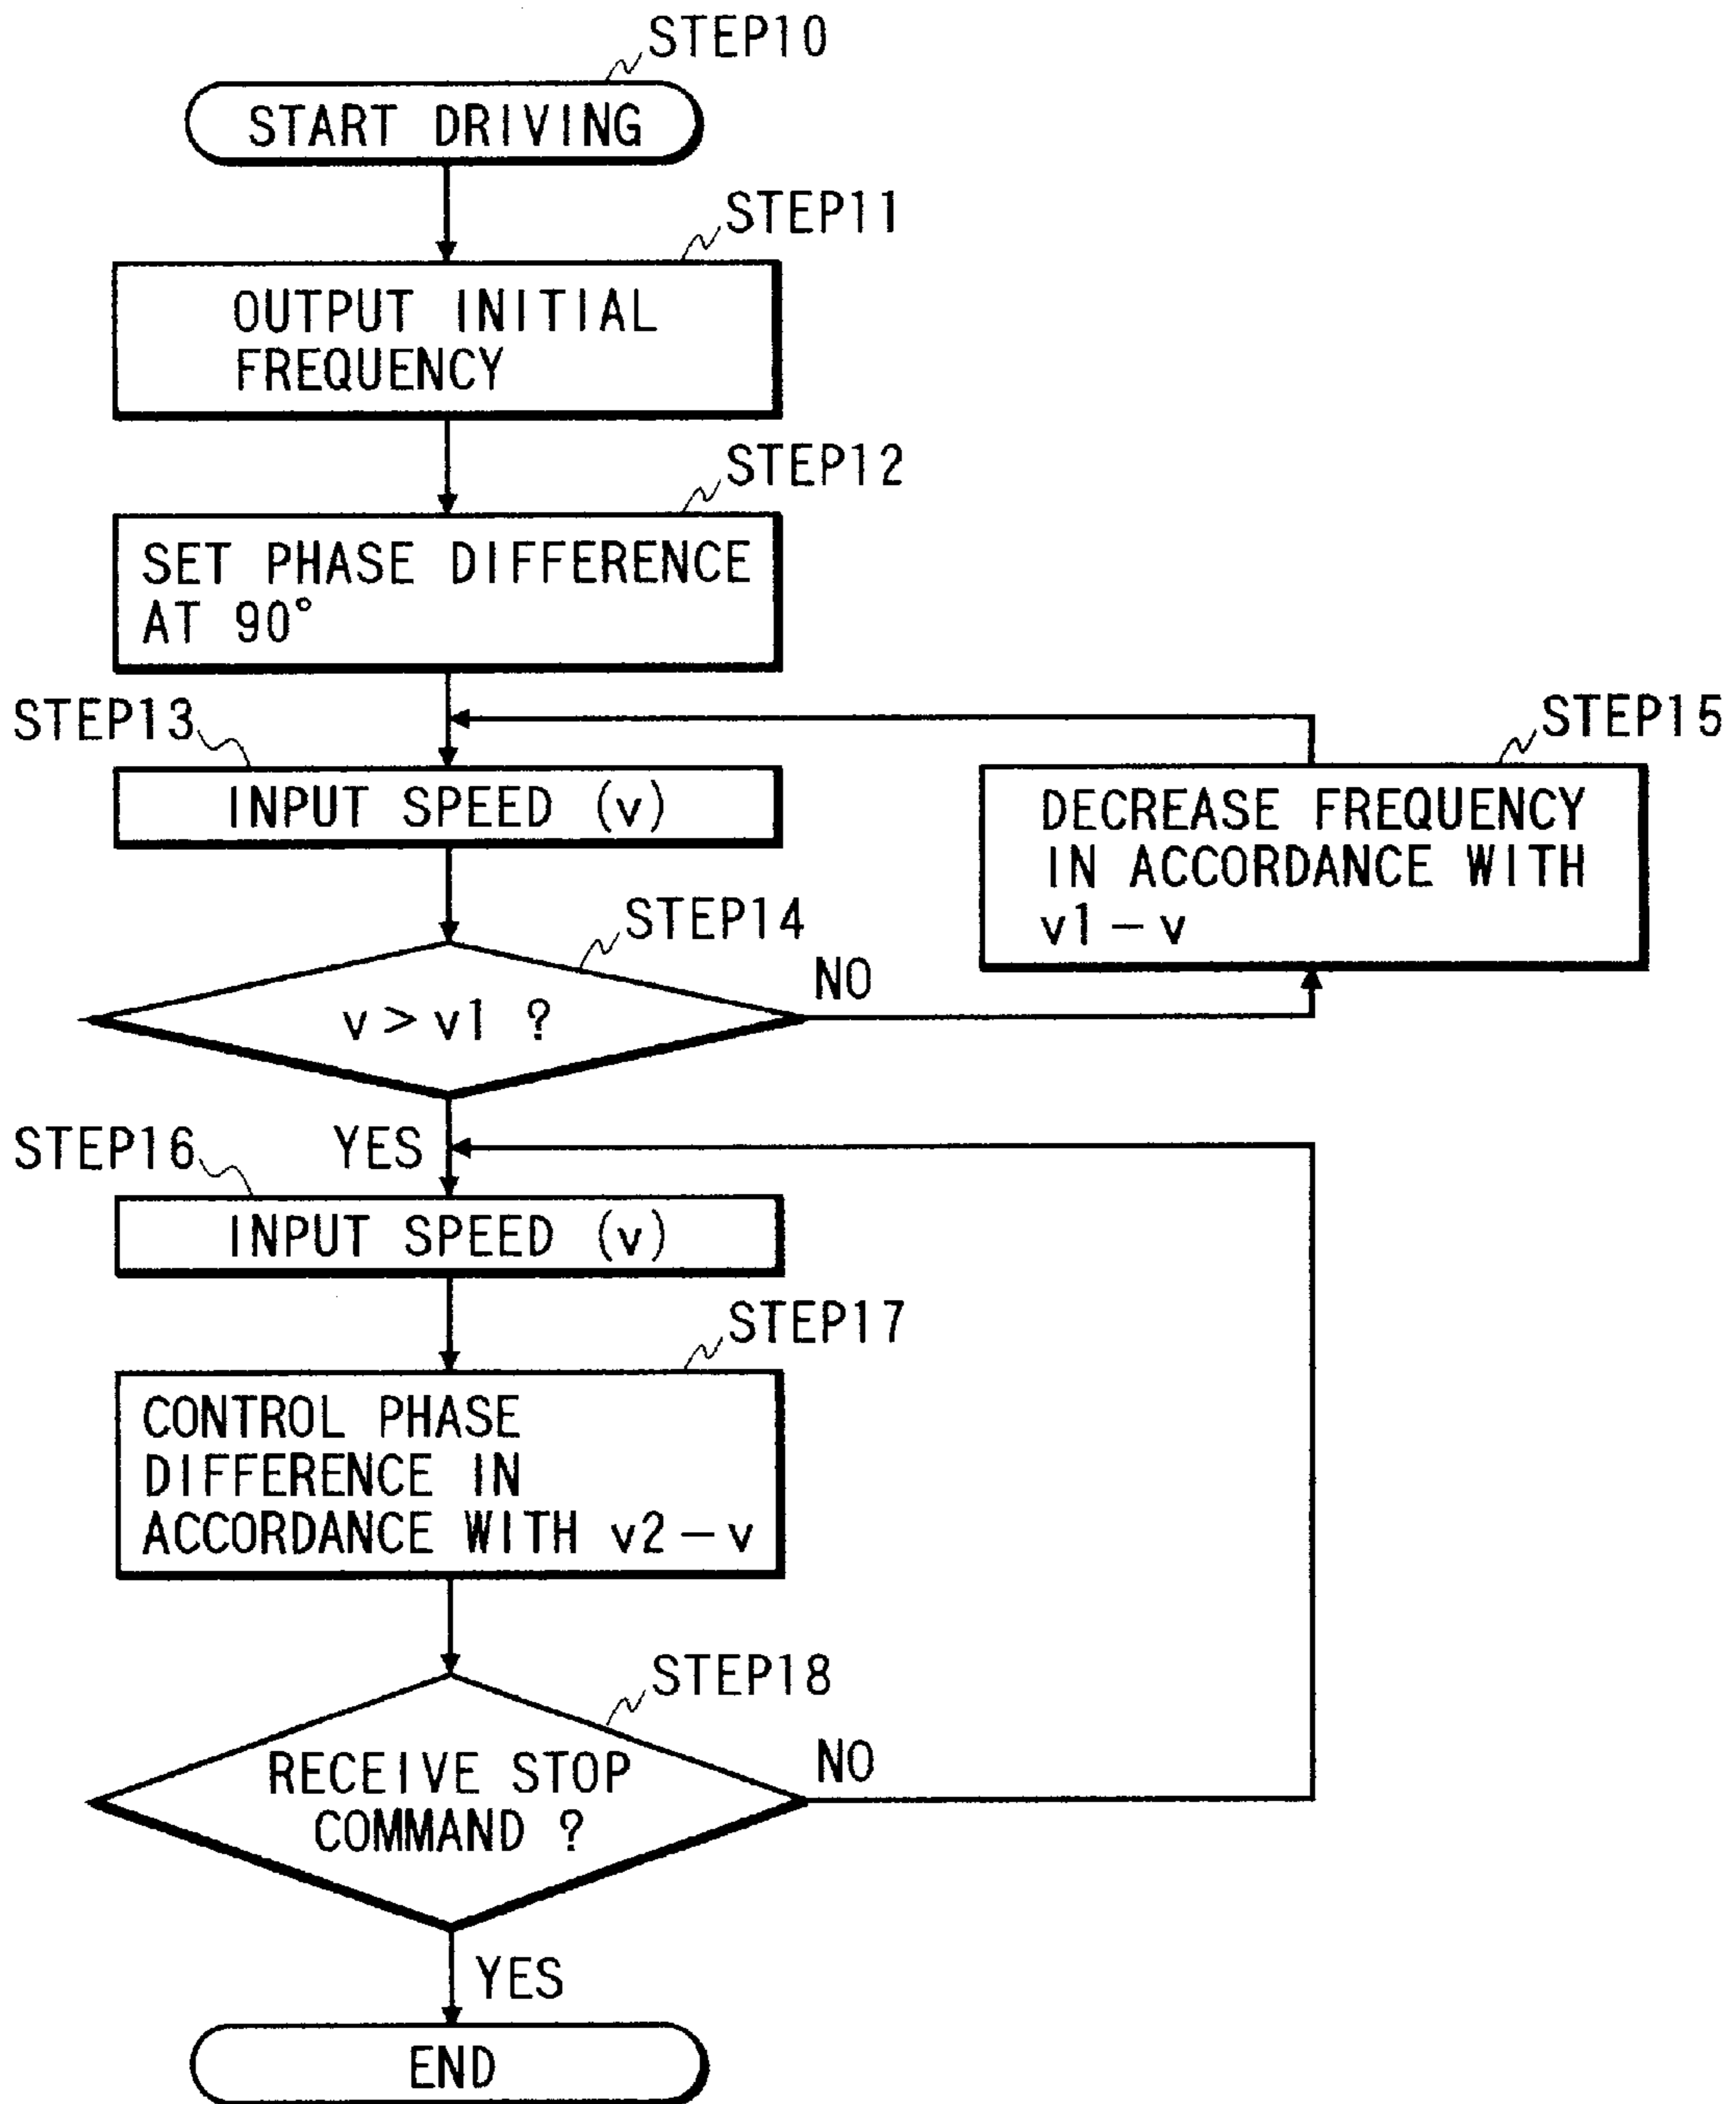 STEP10
START DRIVING
STEP11
OUTPUT INITIAL
FREQUENCY
STEP12
SET PHASE DIFFERENCE
AT 90°
STEP13
INPUT SPEED (v)
STEP15
DECREASE FREQUENCY
IN ACCORDANCE WITH
v1 – v
STEP14
v > v1 ?
NO
YES
STEP16
INPUT SPEED (v)
STEP17
CONTROL PHASE
DIFFERENCE IN
ACCORDANCE WITH v2 – v
STEP18
RECEIVE STOP
COMMAND ?
NO
YES
END